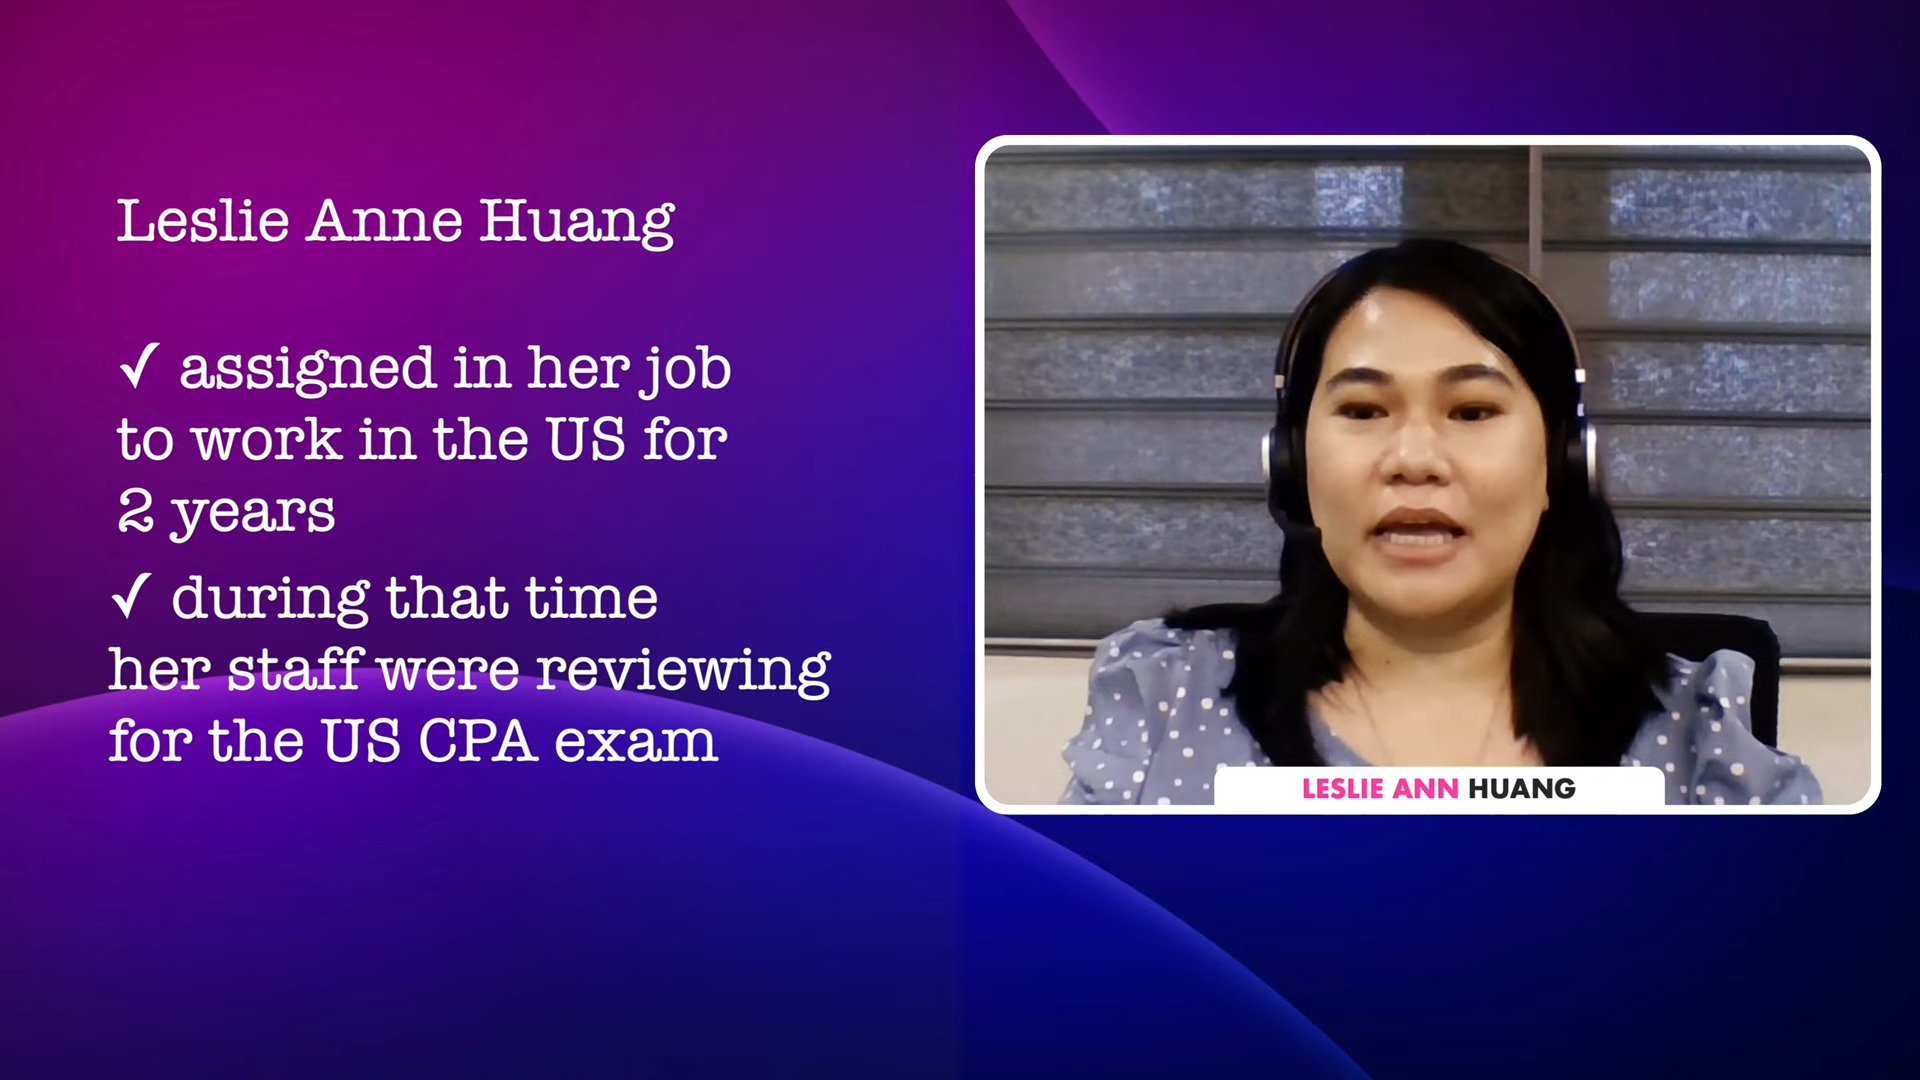 Leslie Anne Huang
✓ assigned in her job
to work in the US for
2 years
✓ during that time
her staff were reviewing
for the US CPA exam
LESLIE ANN HUANG